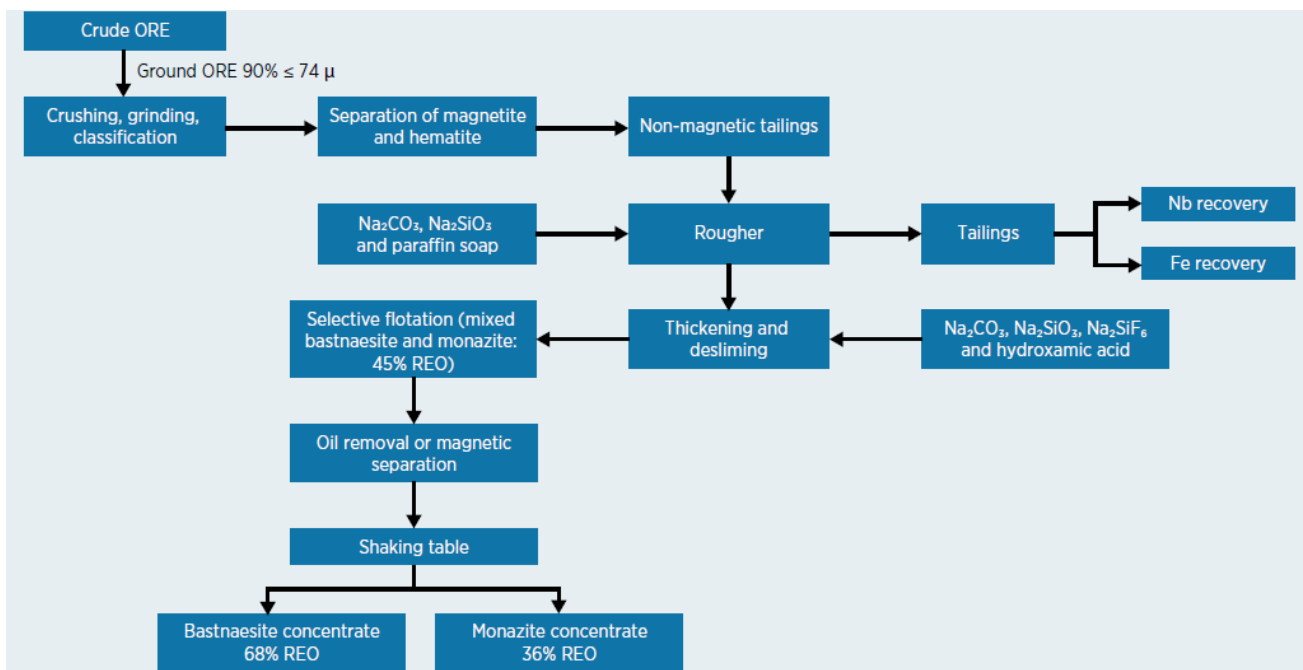 Crude ORE
Ground ORE 90% ≤ 74 μ
Crushing, grinding,
classification
Separation of magnetite
and hematite
Non-magnetic tailings
Na₂CO₃, Na₂SiO₃
and paraffin soap
Rougher
Tailings
Nb recovery
Fe recovery
Selective flotation (mixed
bastnaesite and monazite:
45% REO)
Thickening and
desliming
Na₂CO₃, Na₂SiO₃, Na₂SiF₆
and hydroxamic acid
Oil removal or magnetic
separation
Shaking table
Bastnaesite concentrate
68% REO
Monazite concentrate
36% REO